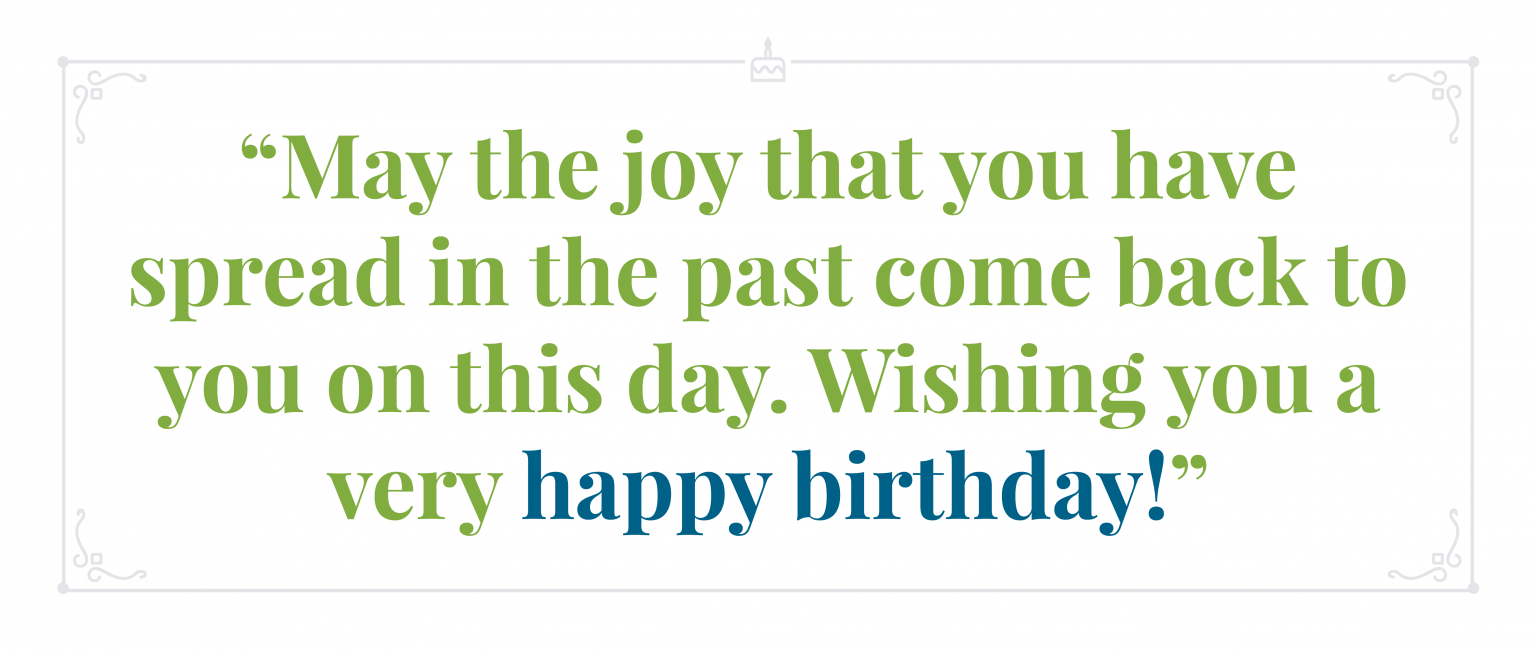 “May the joy that you have
spread in the past come back to
you on this day. Wishing you a
very happy birthday!”